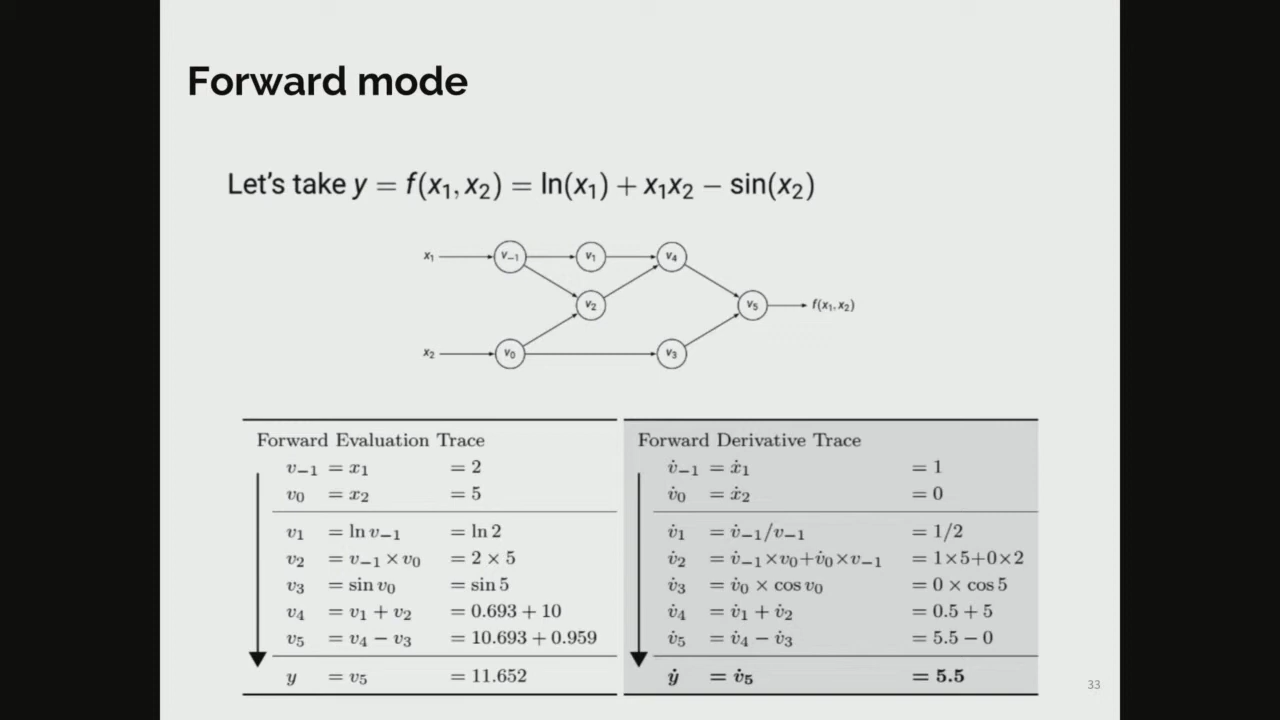 Forward mode
Let's take y = f(x₁, x₂) = ln(x₁) + x₁x₂ − sin(x₂)
x₁ v₋₁ v₁ v₄
v₂ v₅ f(x₁, x₂)
x₂ v₀ v₃
Forward Evaluation Trace
v₋₁ = x₁ = 2
v₀ = x₂ = 5
v₁ = ln v₋₁ = ln 2
v₂ = v₋₁ × v₀ = 2 × 5
v₃ = sin v₀ = sin 5
v₄ = v₁ + v₂ = 0.693 + 10
v₅ = v₄ − v₃ = 10.693 + 0.959
y = v₅ = 11.652
Forward Derivative Trace
v̇₋₁ = ẋ₁ = 1
v̇₀ = ẋ₂ = 0
v̇₁ = v̇₋₁/v₋₁ = 1/2
v̇₂ = v̇₋₁×v₀+v̇₀×v₋₁ = 1×5+0×2
v̇₃ = v̇₀ × cos v₀ = 0 × cos 5
v̇₄ = v̇₁ + v̇₂ = 0.5 + 5
v̇₅ = v̇₄ − v̇₃ = 5.5 − 0
ẏ = v̇₅ = 5.5
33